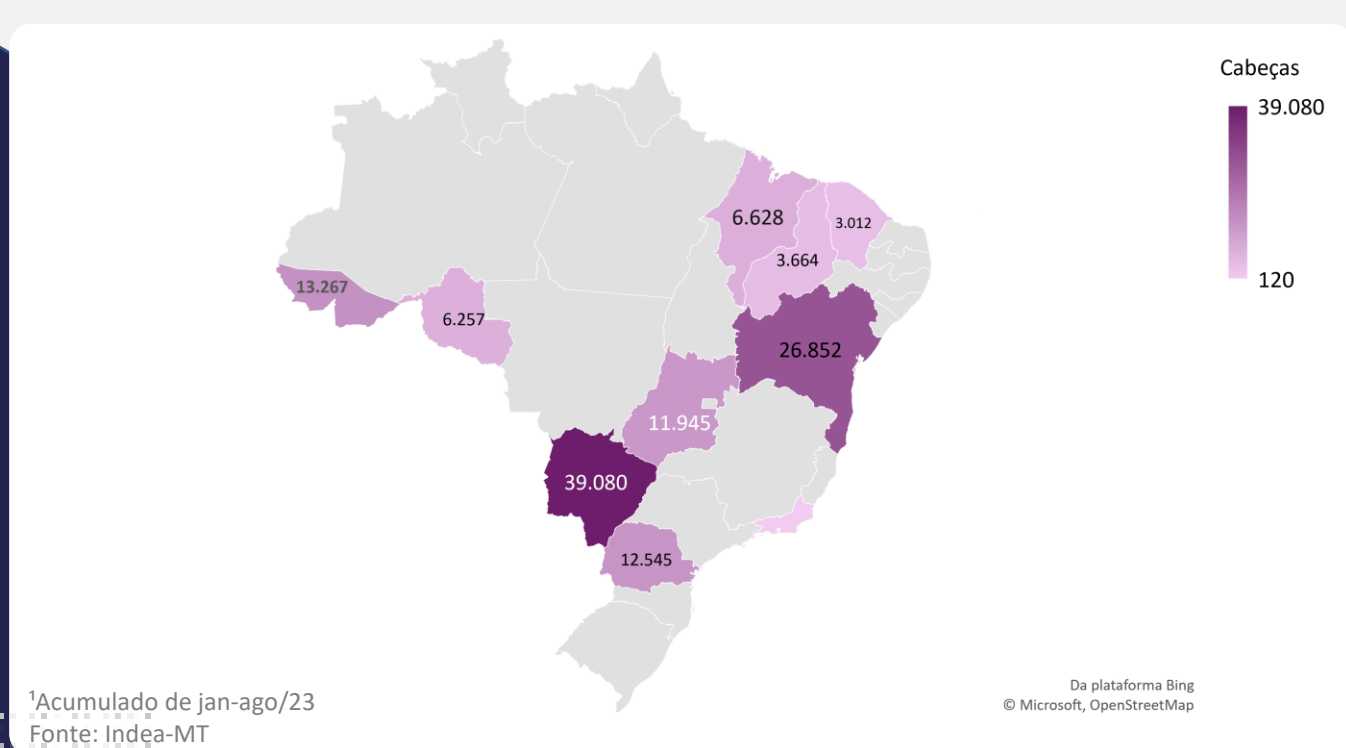 Cabeças
39.080
120
6.628
3.012
3.664
13.267
6.257
26.852
11.945
39.080
12.545
¹Acumulado de jan-ago/23
Fonte: Indea-MT
Da plataforma Bing
© Microsoft, OpenStreetMap